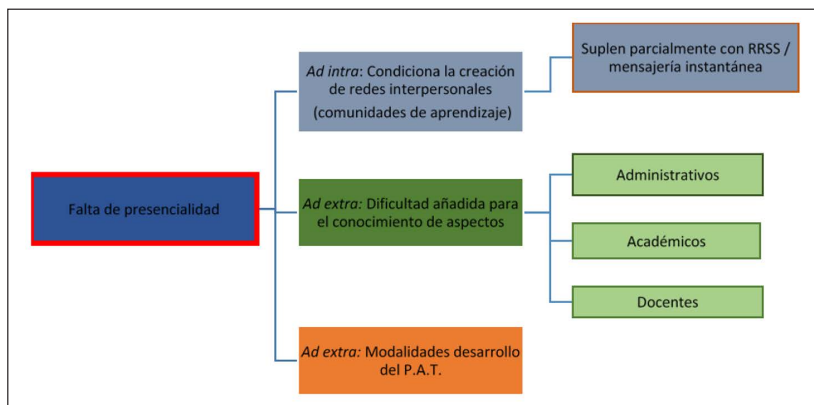 Ad intra: Condiciona la creación
de redes interpersonales
(comunidades de aprendizaje)
Suplen parcialmente con RRSS /
mensajería instantánea
Falta de presencialidad
Ad extra: Dificultad añadida para
el conocimiento de aspectos
Administrativos
Académicos
Docentes
Ad extra: Modalidades desarrollo
del P.A.T.